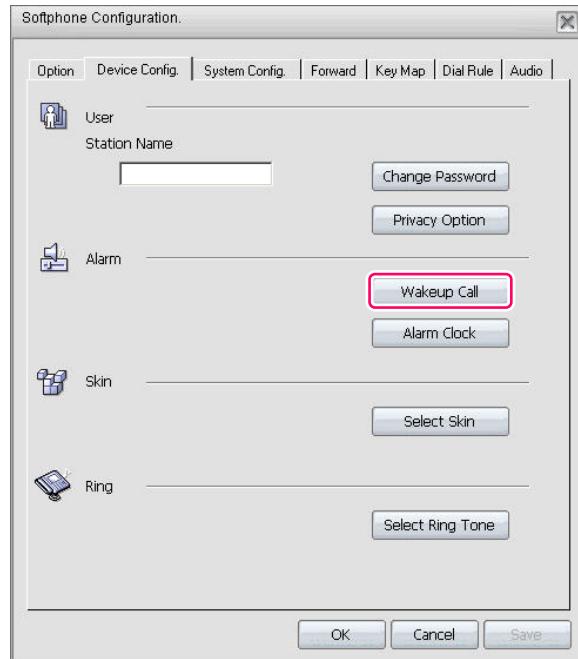 Softphone Configuration.
Option Device Config. System Config. Forward Key Map Dial Rule Audio
User
Station Name
Change Password
Privacy Option
Alarm
Wakeup Call
Alarm Clock
Skin
Select Skin
Ring
Select Ring Tone
OK Cancel Save